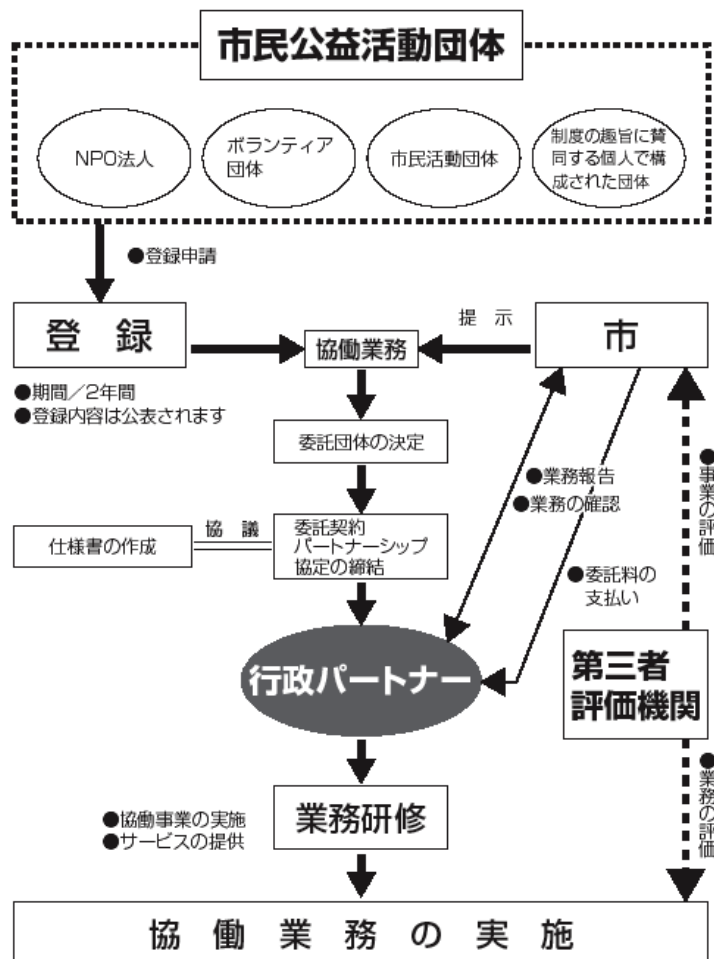 市民公益活動団体
NPO法人
ボランティア
団体
市民活動団体
制度の趣旨に賛
同する個人で構
成された団体
●登録申請
登　録
●期間／2年間
●登録内容は公表されます
協働業務
提　示
市
委託団体の決定
仕様書の作成
協　議
委託契約
パートナーシップ
協定の締結
●業務報告
●業務の確認
●委託料の
支払い
●事業の評価
行政パートナー
第三者
評価機関
●業務の評価
●協働事業の実施
●サービスの提供
業務研修
協　働　業　務　の　実　施